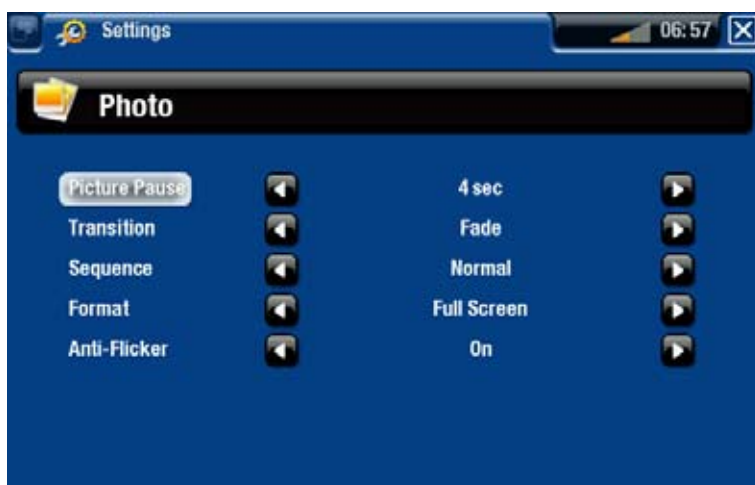 Settings 06:57
Photo
Picture Pause 4 sec
Transition Fade
Sequence Normal
Format Full Screen
Anti-Flicker On